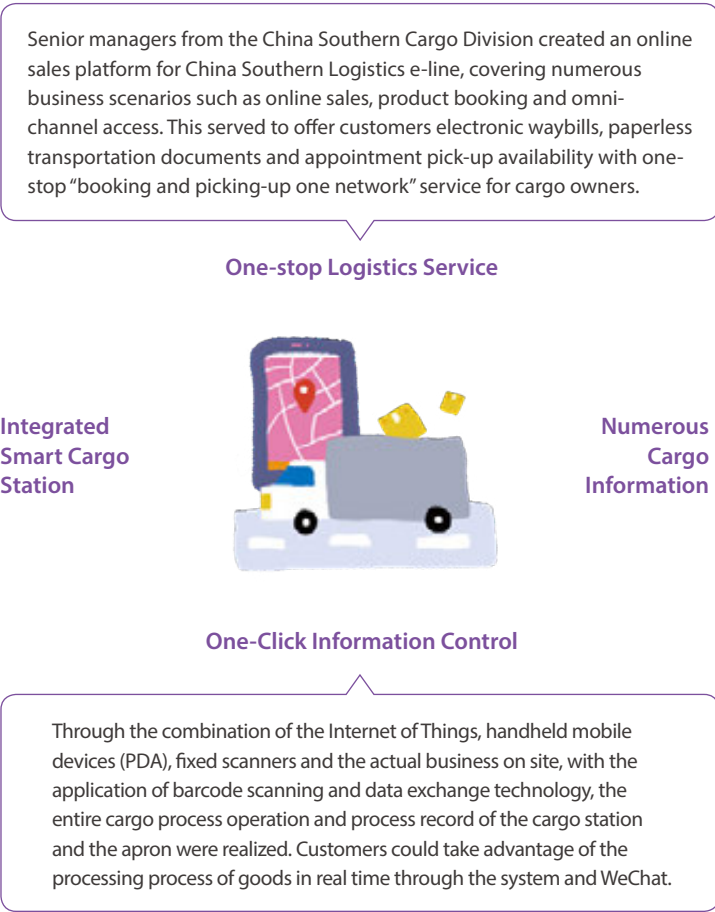 Senior managers from the China Southern Cargo Division created an online
sales platform for China Southern Logistics e-line, covering numerous
business scenarios such as online sales, product booking and omni-
channel access. This served to offer customers electronic waybills, paperless
transportation documents and appointment pick-up availability with one-
stop “booking and picking-up one network” service for cargo owners.
One-stop Logistics Service
Integrated
Smart Cargo
Station
Numerous
Cargo
Information
One-Click Information Control
Through the combination of the Internet of Things, handheld mobile
devices (PDA), fixed scanners and the actual business on site, with the
application of barcode scanning and data exchange technology, the
entire cargo process operation and process record of the cargo station
and the apron were realized. Customers could take advantage of the
processing process of goods in real time through the system and WeChat.